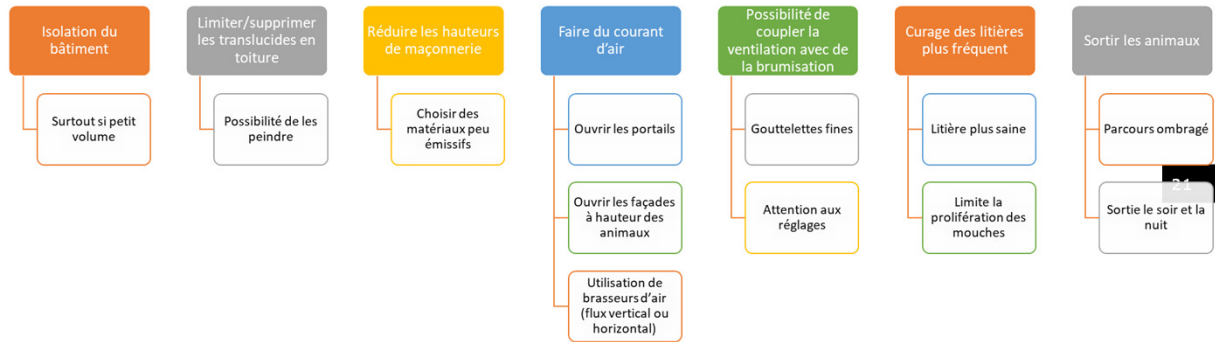 Isolation du
bâtiment
Surtout si petit
volume
Limiter/supprimer
les translucides en
toiture
Possibilité de les
peindre
Réduire les hauteurs
de maçonnerie
Choisir des
matériaux peu
émissifs
Faire du courant
d'air
Ouvrir les portails
Ouvrir les façades
à hauteur des
animaux
Utilisation de
brasseurs d'air
(flux vertical ou
horizontal)
Possibilité de
coupler la
ventilation avec de
la brumisation
Gouttelettes fines
Attention aux
réglages
Curage des litières
plus fréquent
Litière plus saine
Limite la
prolifération des
mouches
Sortir les animaux
Parcours ombragé
Sortie le soir et la
nuit
21